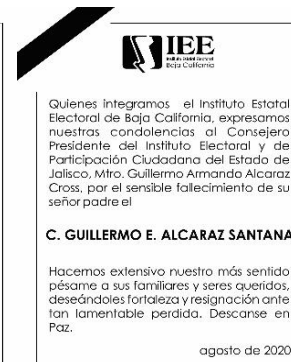 IEE
Instituto Estatal Electoral
Baja California
Quienes integramos el Instituto Estatal
Electoral de Baja California, expresamos
nuestras condolencias al Consejero
Presidente del Instituto Electoral y de
Participación Ciudadana del Estado de
Jalisco, Mtro. Guillermo Armando Alcaraz
Cross, por el sensible fallecimiento de su
señor padre el
C. GUILLERMO E. ALCARAZ SANTANA
Hacemos extensivo nuestro más sentido
pésame a sus familiares y seres queridos,
deseándoles fortaleza y resignación ante
tan lamentable perdida. Descanse en
Paz.
agosto de 2020